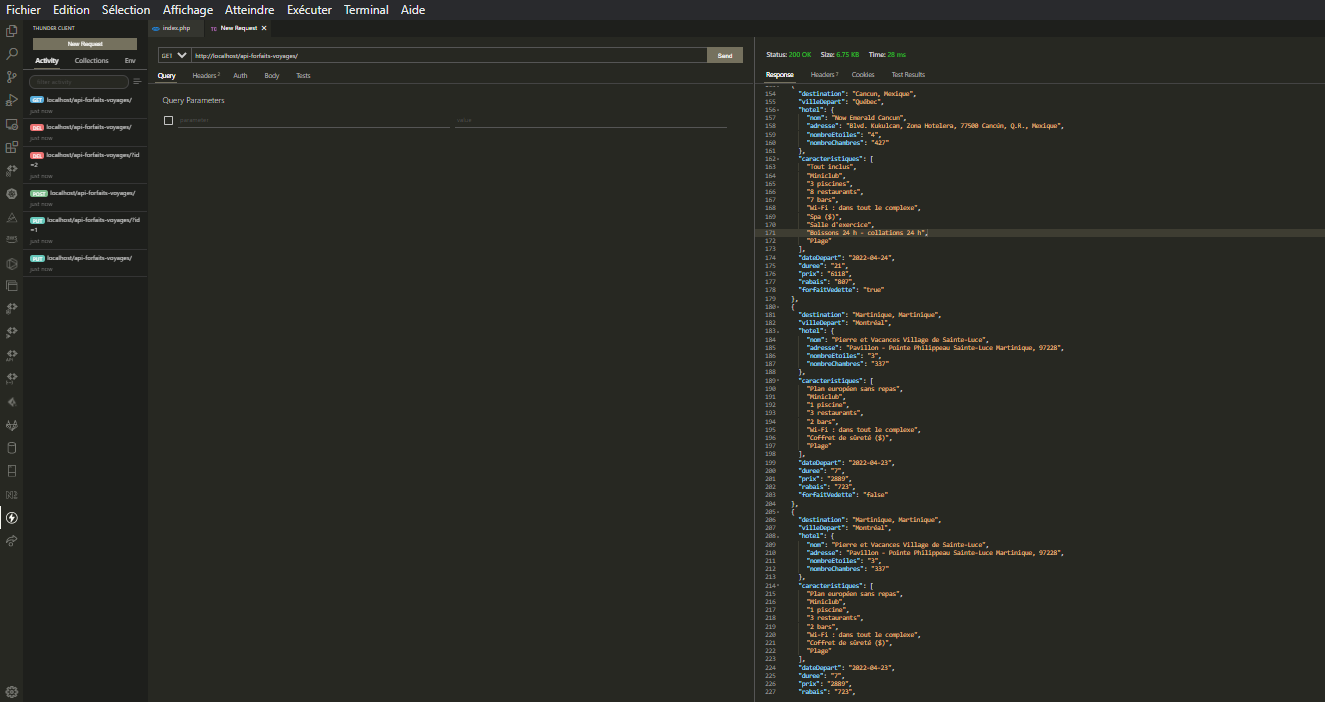 Fichier Edition Sélection Affichage Atteindre Exécuter Terminal Aide
THUNDER CLIENT
New Request
Activity Collections Env
filter activity
GET localhost/api-forfaits-voyages/
just now
DEL localhost/api-forfaits-voyages/
just now
DEL localhost/api-forfaits-voyages/?id
=2
just now
POST localhost/api-forfaits-voyages/
just now
PUT localhost/api-forfaits-voyages/?id
=1
just now
PUT localhost/api-forfaits-voyages/
just now
index.php TC New Request
GET http://localhost/api-forfaits-voyages/ Send
Query Headers 2 Auth Body Tests
Query Parameters
parameter value
Status: 200 OK Size: 6.75 KB Time: 28 ms
Response Headers 7 Cookies Test Results
154 "destination": "Cancun, Mexique",
155 "villeDepart": "Québec",
156 "hotel": {
157 "nom": "Now Emerald Cancun",
158 "adresse": "Blvd. Kukulcan, Zona Hotelera, 77500 Cancún, Q.R., Mexique",
159 "nombreEtoiles": "4",
160 "nombreChambres": "427"
161 },
162 "caracteristiques": [
163 "Tout inclus",
164 "Miniclub",
165 "3 piscines",
166 "8 restaurants",
167 "7 bars",
168 "Wi-Fi : dans tout le complexe",
169 "Spa ($)",
170 "Salle d'exercice",
171 "Boissons 24 h - collations 24 h",
172 "Plage"
173 ],
174 "dateDepart": "2022-04-24",
175 "duree": "21",
176 "prix": "6118",
177 "rabais": "807",
178 "forfaitVedette": "true"
179 },
180 {
181 "destination": "Martinique, Martinique",
182 "villeDepart": "Montréal",
183 "hotel": {
184 "nom": "Pierre et Vacances Village de Sainte-Luce",
185 "adresse": "Pavillon - Pointe Philippeau Sainte-Luce Martinique, 97228",
186 "nombreEtoiles": "3",
187 "nombreChambres": "337"
188 },
189 "caracteristiques": [
190 "Plan européen sans repas",
191 "Miniclub",
192 "1 piscine",
193 "3 restaurants",
194 "2 bars",
195 "Wi-Fi : dans tout le complexe",
196 "Coffret de sûreté ($)",
197 "Plage"
198 ],
199 "dateDepart": "2022-04-23",
200 "duree": "7",
201 "prix": "2889",
202 "rabais": "723",
203 "forfaitVedette": "false"
204 },
205 {
206 "destination": "Martinique, Martinique",
207 "villeDepart": "Montréal",
208 "hotel": {
209 "nom": "Pierre et Vacances Village de Sainte-Luce",
210 "adresse": "Pavillon - Pointe Philippeau Sainte-Luce Martinique, 97228",
211 "nombreEtoiles": "3",
212 "nombreChambres": "337"
213 },
214 "caracteristiques": [
215 "Plan européen sans repas",
216 "Miniclub",
217 "1 piscine",
218 "3 restaurants",
219 "2 bars",
220 "Wi-Fi : dans tout le complexe",
221 "Coffret de sûreté ($)",
222 "Plage"
223 ],
224 "dateDepart": "2022-04-23",
225 "duree": "7",
226 "prix": "2889",
227 "rabais": "723",